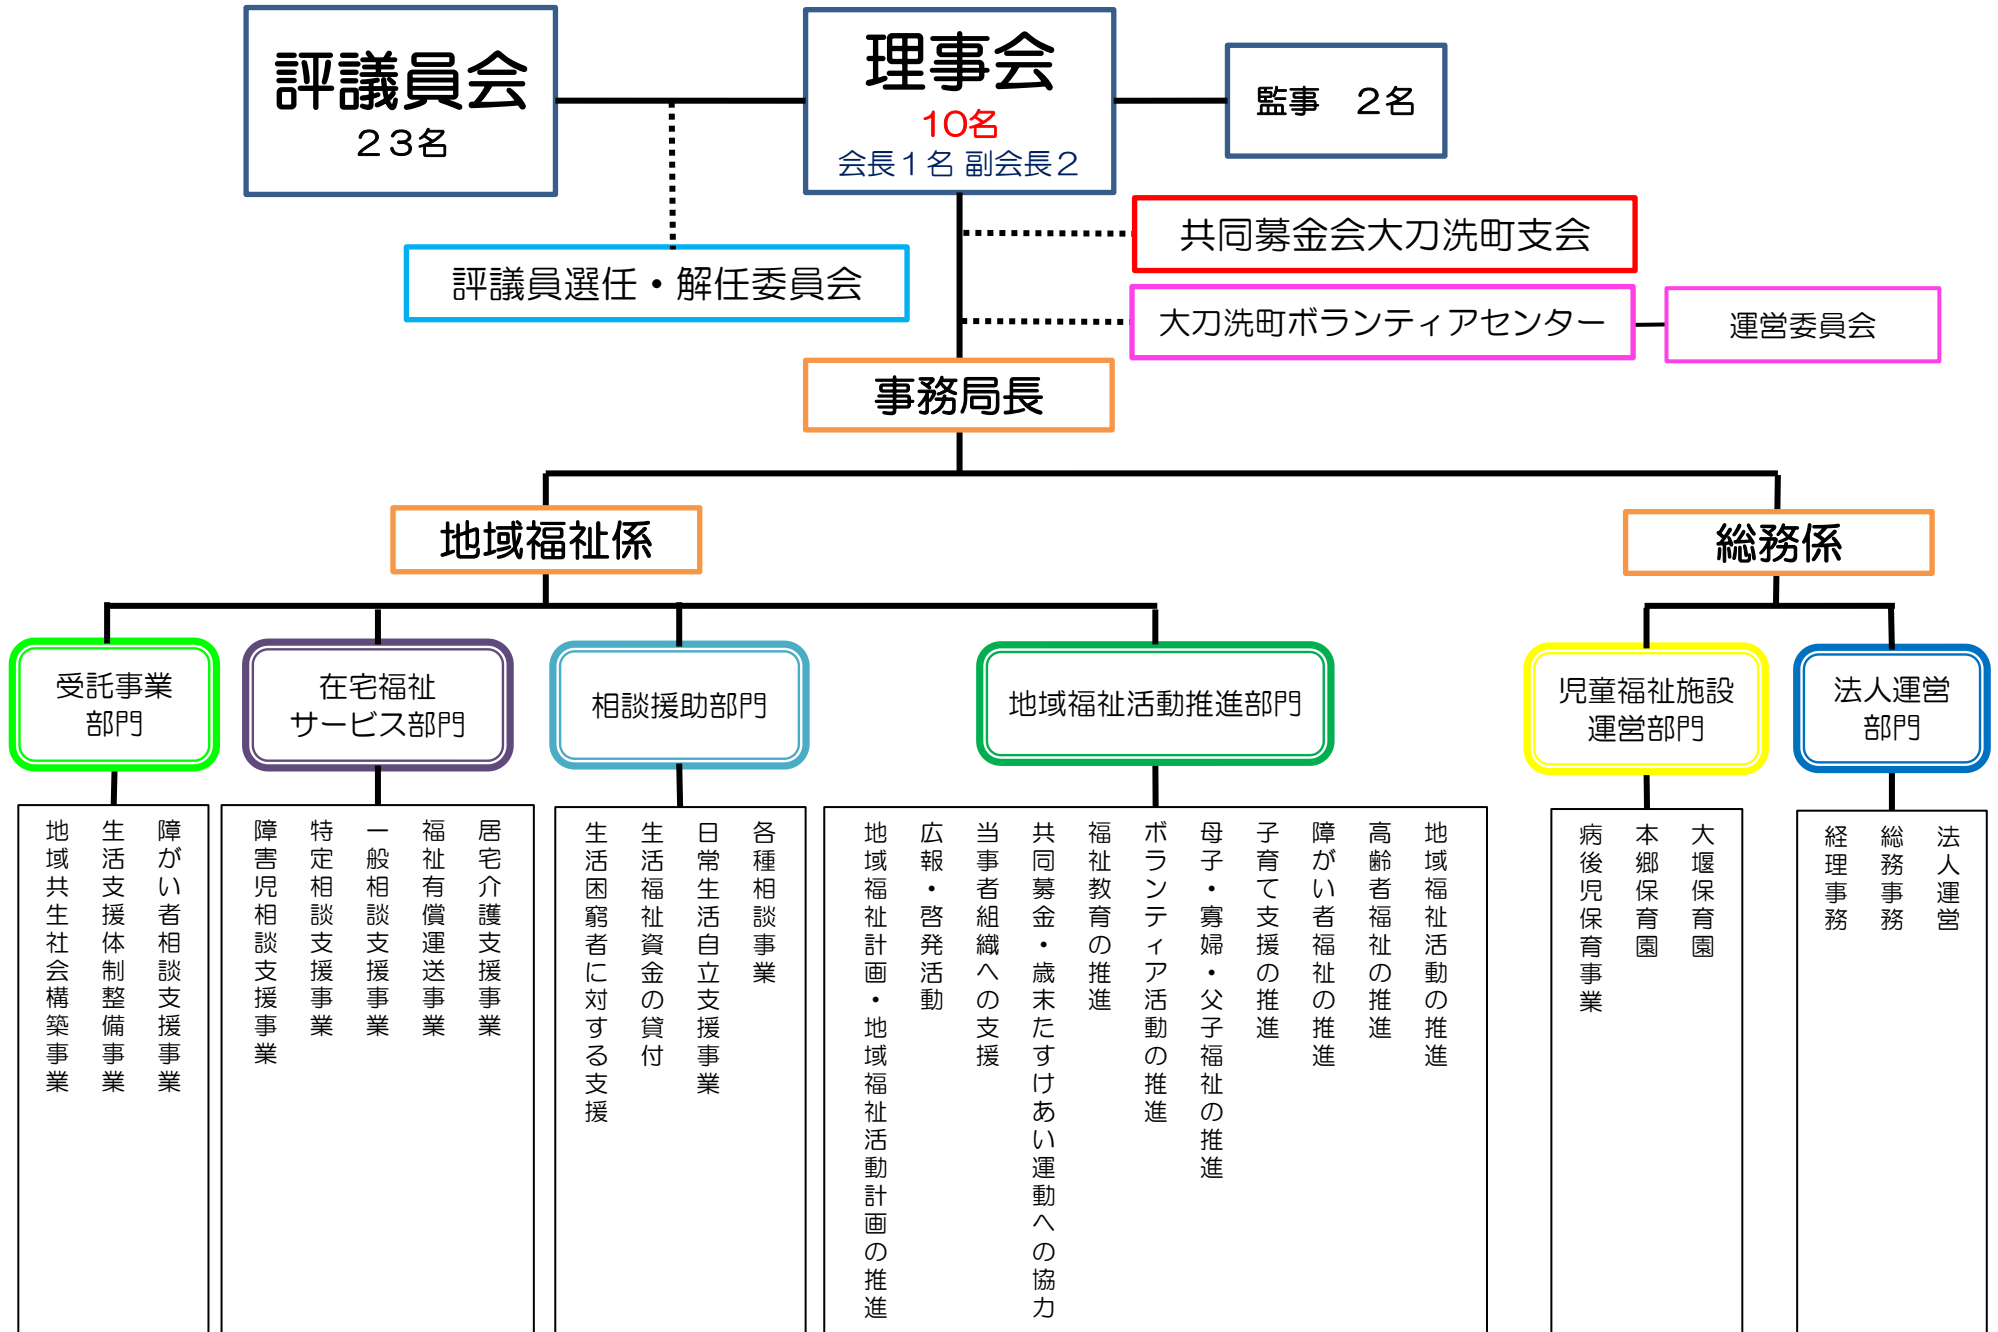 評議員会
２３名
理事会
10名
会長１名 副会長２
監事　２名
共同募金会大刀洗町支会
評議員選任・解任委員会
大刀洗町ボランティアセンター
運営委員会
事務局長
地域福祉係
総務係
受託事業
部門
在宅福祉
サービス部門
相談援助部門
地域福祉活動推進部門
児童福祉施設
運営部門
法人運営
部門
障がい者相談支援事業
生活支援体制整備事業
地域共生社会構築事業
居宅介護支援事業
福祉有償運送事業
一般相談支援事業
特定相談支援事業
障害児相談支援事業
各種相談事業
日常生活自立支援事業
生活福祉資金の貸付
生活困窮者に対する支援
地域福祉活動の推進
高齢者福祉の推進
障がい者福祉の推進
子育て支援の推進
母子・寡婦・父子福祉の推進
ボランティア活動の推進
福祉教育の推進
共同募金・歳末たすけあい運動への協力
当事者組織への支援
広報・啓発活動
地域福祉計画・地域福祉活動計画の推進
大堰保育園
本郷保育園
病後児保育事業
法人運営
総務事務
経理事務